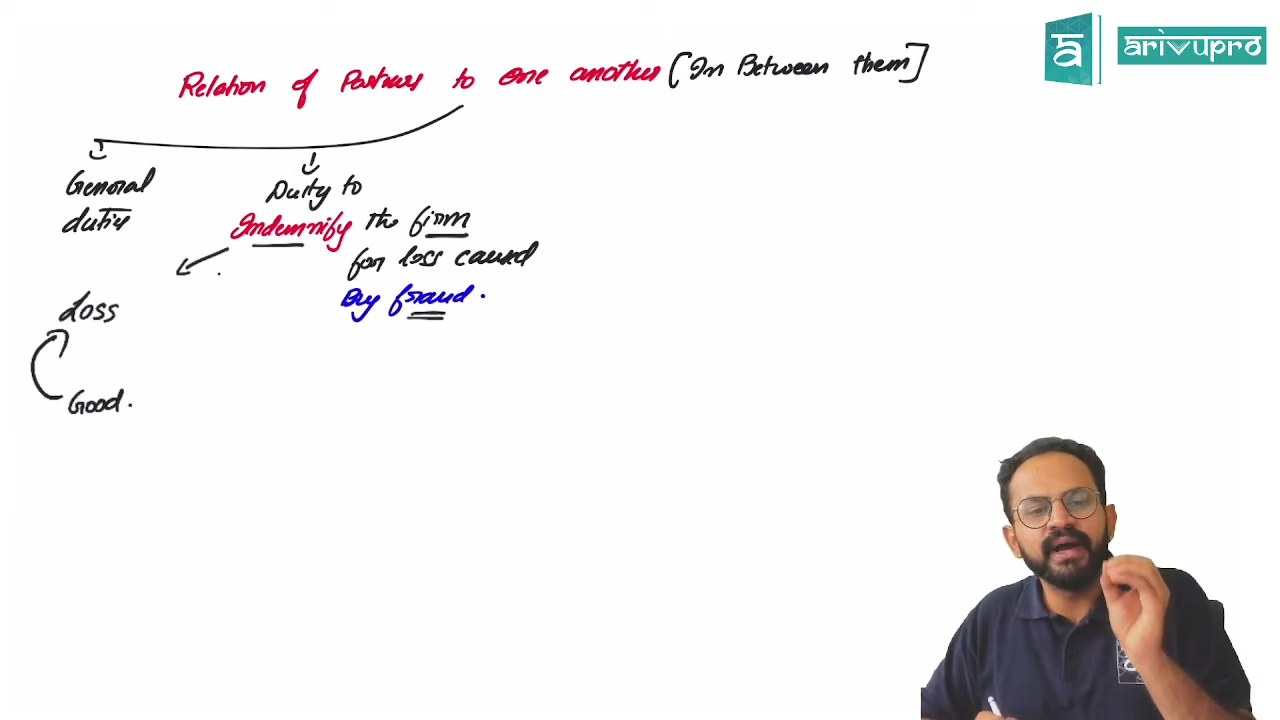 Relation of Partners to one another (In Between them]
General
duties
Duity to
Indemnify the firm
for loss caused
By fraud.
Loss
Good.
ā
arivupro